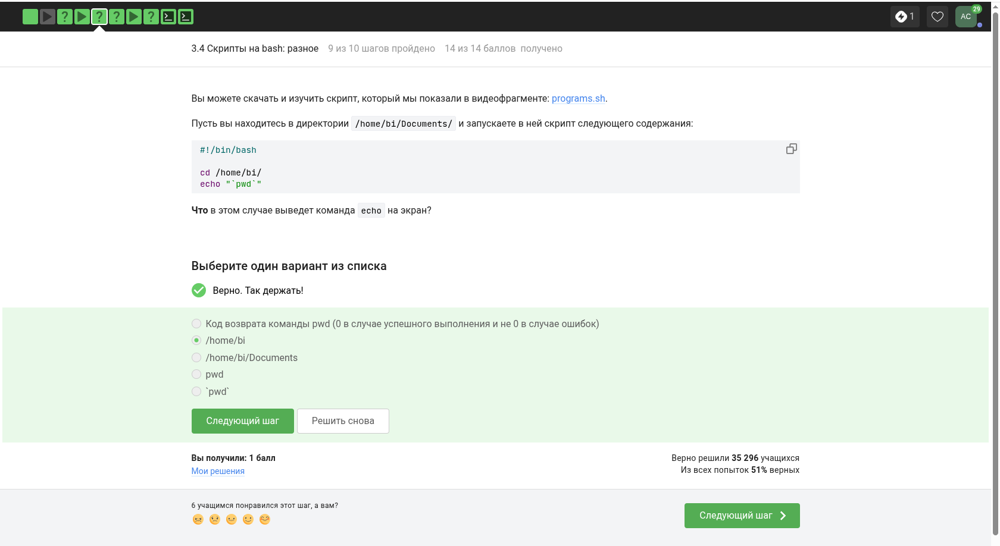 ? ? ? ?
1
AC
29
3.4 Скрипты на bash: разное 9 из 10 шагов пройдено 14 из 14 баллов получено
Вы можете скачать и изучить скрипт, который мы показали в видеофрагменте: programs.sh.
Пусть вы находитесь в директории /home/bi/Documents/ и запускаете в ней скрипт следующего содержания:
#!/bin/bash
cd /home/bi/
echo "`pwd`"
Что в этом случае выведет команда echo на экран?
Выберите один вариант из списка
Верно. Так держать!
Код возврата команды pwd (0 в случае успешного выполнения и не 0 в случае ошибок)
/home/bi
/home/bi/Documents
pwd
`pwd`
Следующий шаг Решить снова
Вы получили: 1 балл
Мои решения
Верно решили 35 296 учащихся
Из всех попыток 51% верных
6 учащимся понравился этот шаг, а вам?
Следующий шаг